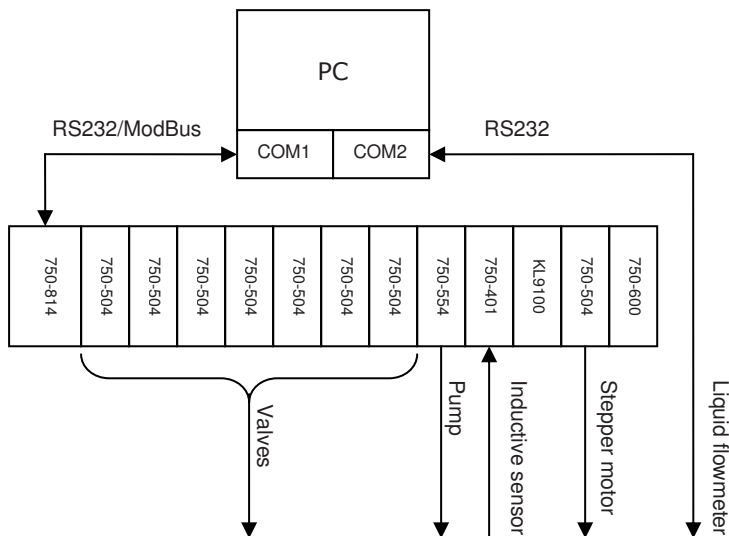 PC
RS232/ModBus
RS232
COM1
COM2
750-814
750-504
750-504
750-504
750-504
750-504
750-504
750-504
750-554
750-401
KL9100
750-504
750-600
Valves
Pump
Inductive sensor
Stepper motor
Liquid flowmeter